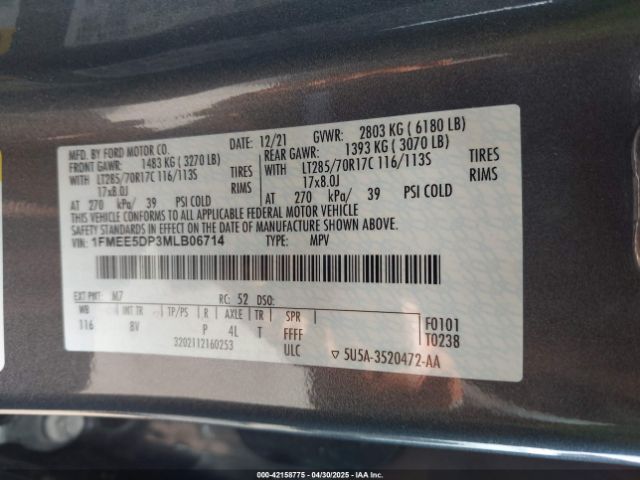 MFD. BY FORD MOTOR CO.
DATE: 12/21 GVWR: 2803 KG ( 6180 LB)
FRONT GAWR: 1483 KG (3270 LB)
REAR GAWR: 1393 KG ( 3070 LB)
WITH LT285/70R17C 116/113S TIRES
WITH LT285/70R17C 116/113S TIRES
17x8.0J RIMS
17x8.0J RIMS
AT 270 kPa/ 39 PSI COLD
AT 270 kPa/ 39 PSI COLD
THIS VEHICLE CONFORMS TO ALL APPLICABLE FEDERAL MOTOR VEHICLE
SAFETY STANDARDS IN EFFECT ON THE DATE OF MANUFACTURE SHOWN ABOVE.
VIN: 1FMEE5DP3MLB06714 TYPE: MPV
EXT PNT: M7 RC: 52 DSO:
WB INT TR TP/PS R AXLE TR SPR
116 8V P 4L T FFFF
F0101
T0238
3202112160253 ULC
▽ 5U5A-3520472-AA
000-42158775 - 04/30/2025 - IAA Inc.